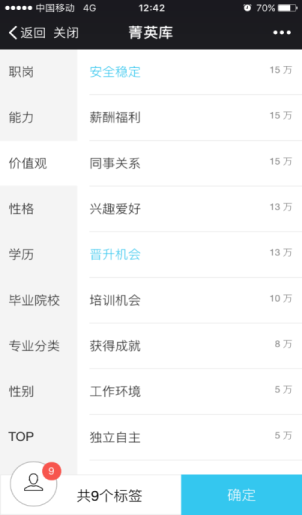 中国移动 4G 12:42 70%
返回 关闭 菁英库
职岗 安全稳定 15 万
能力 薪酬福利 15 万
价值观 同事关系 15 万
性格 兴趣爱好 13 万
学历 晋升机会 13 万
毕业院校 培训机会 10 万
专业分类 获得成就 8 万
性别 工作环境 5 万
TOP 独立自主 5 万
9
共9个标签 确定